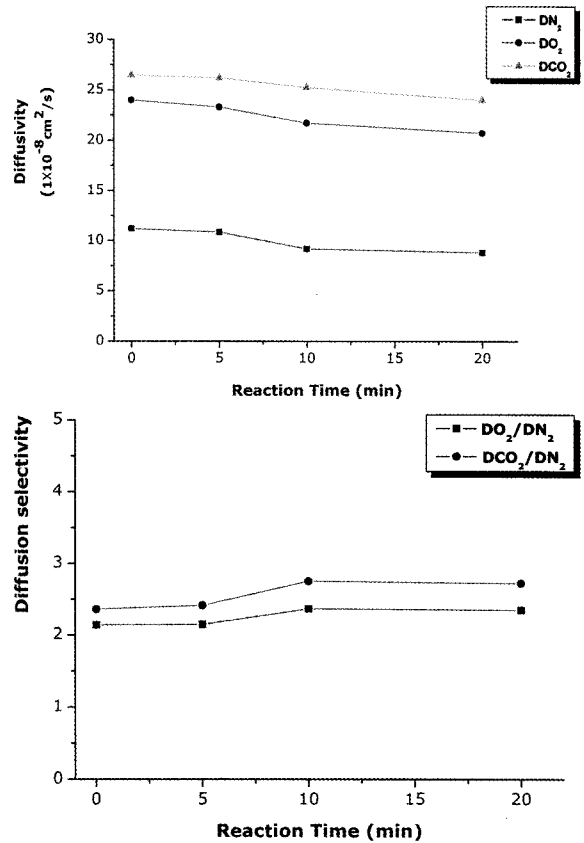 DN₂
DO₂
DCO₂
30
25
20
15
10
5
0
Diffusivity
(1X10⁻⁸cm²/s)
0 5 10 15 20
Reaction Time (min)
DO₂/DN₂
DCO₂/DN₂
5
4
3
2
1
0
Diffusion selectivity
0 5 10 15 20
Reaction Time (min)